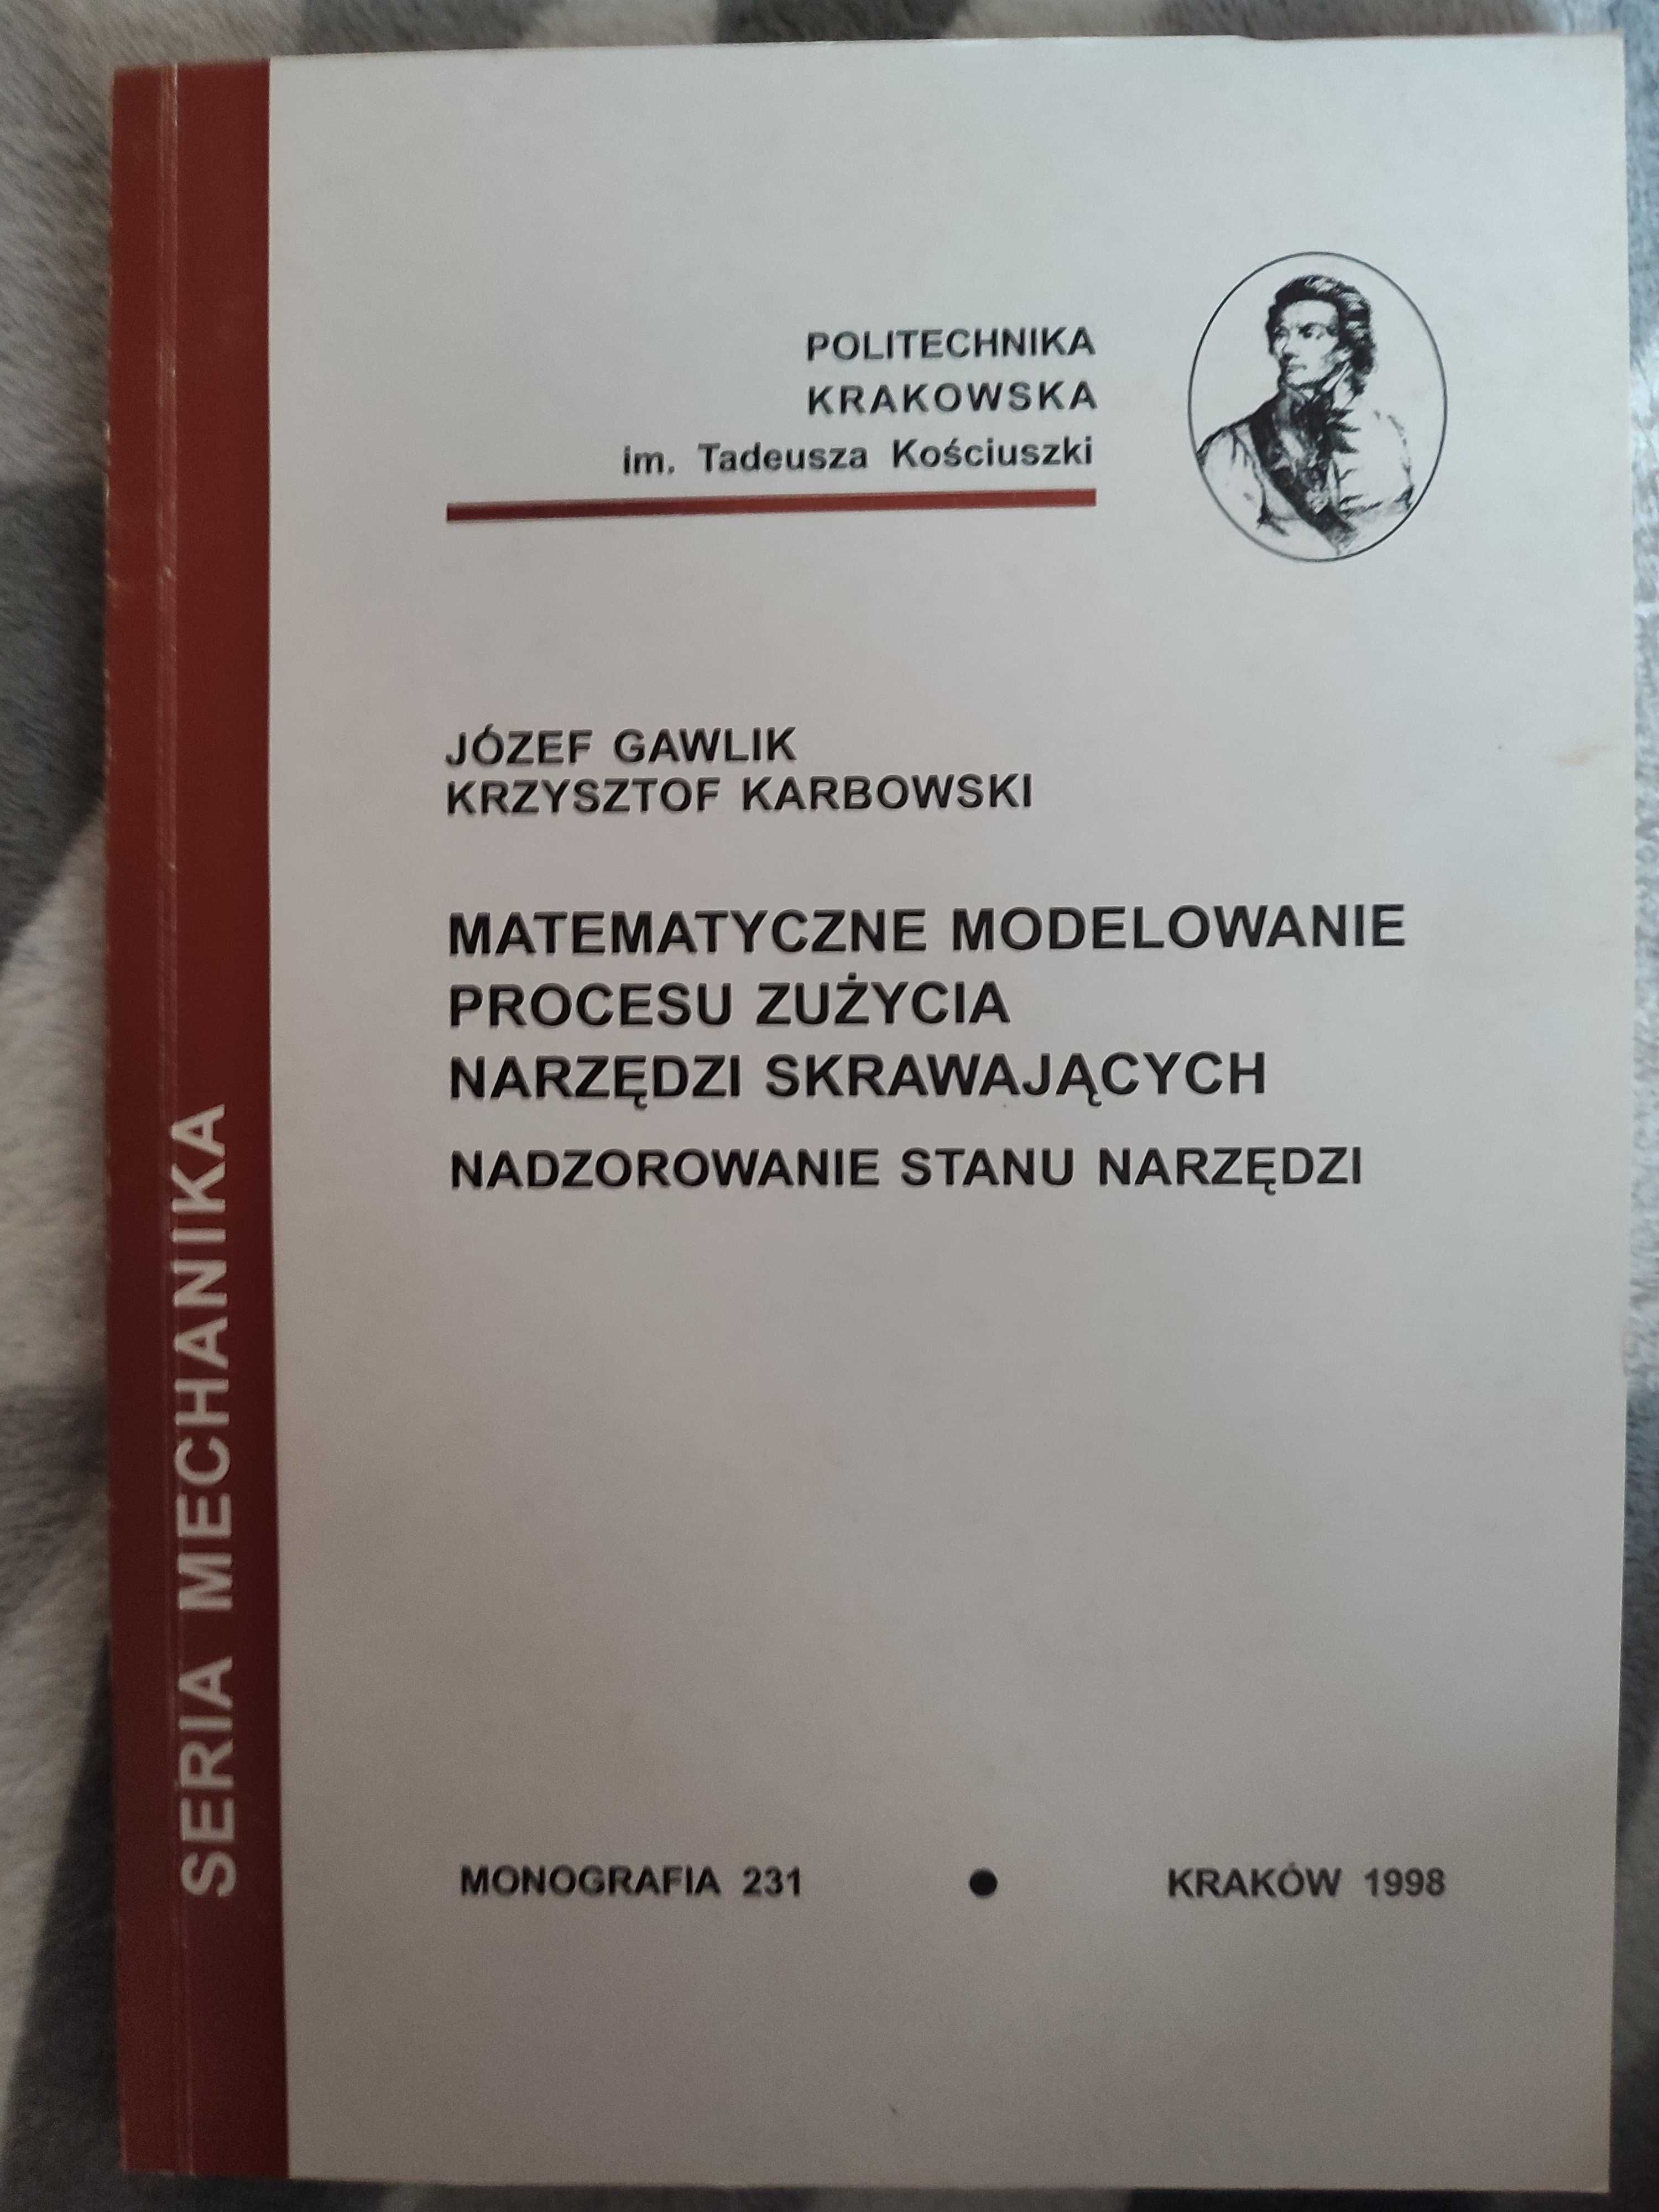 POLITECHNIKA
KRAKOWSKA
im. Tadeusza Kościuszki
JÓZEF GAWLIK
KRZYSZTOF KARBOWSKI
MATEMATYCZNE MODELOWANIE
PROCESU ZUŻYCIA
NARZĘDZI SKRAWAJĄCYCH
NADZOROWANIE STANU NARZĘDZI
SERIA MECHANIKA
MONOGRAFIA 231 ● KRAKÓW 1998